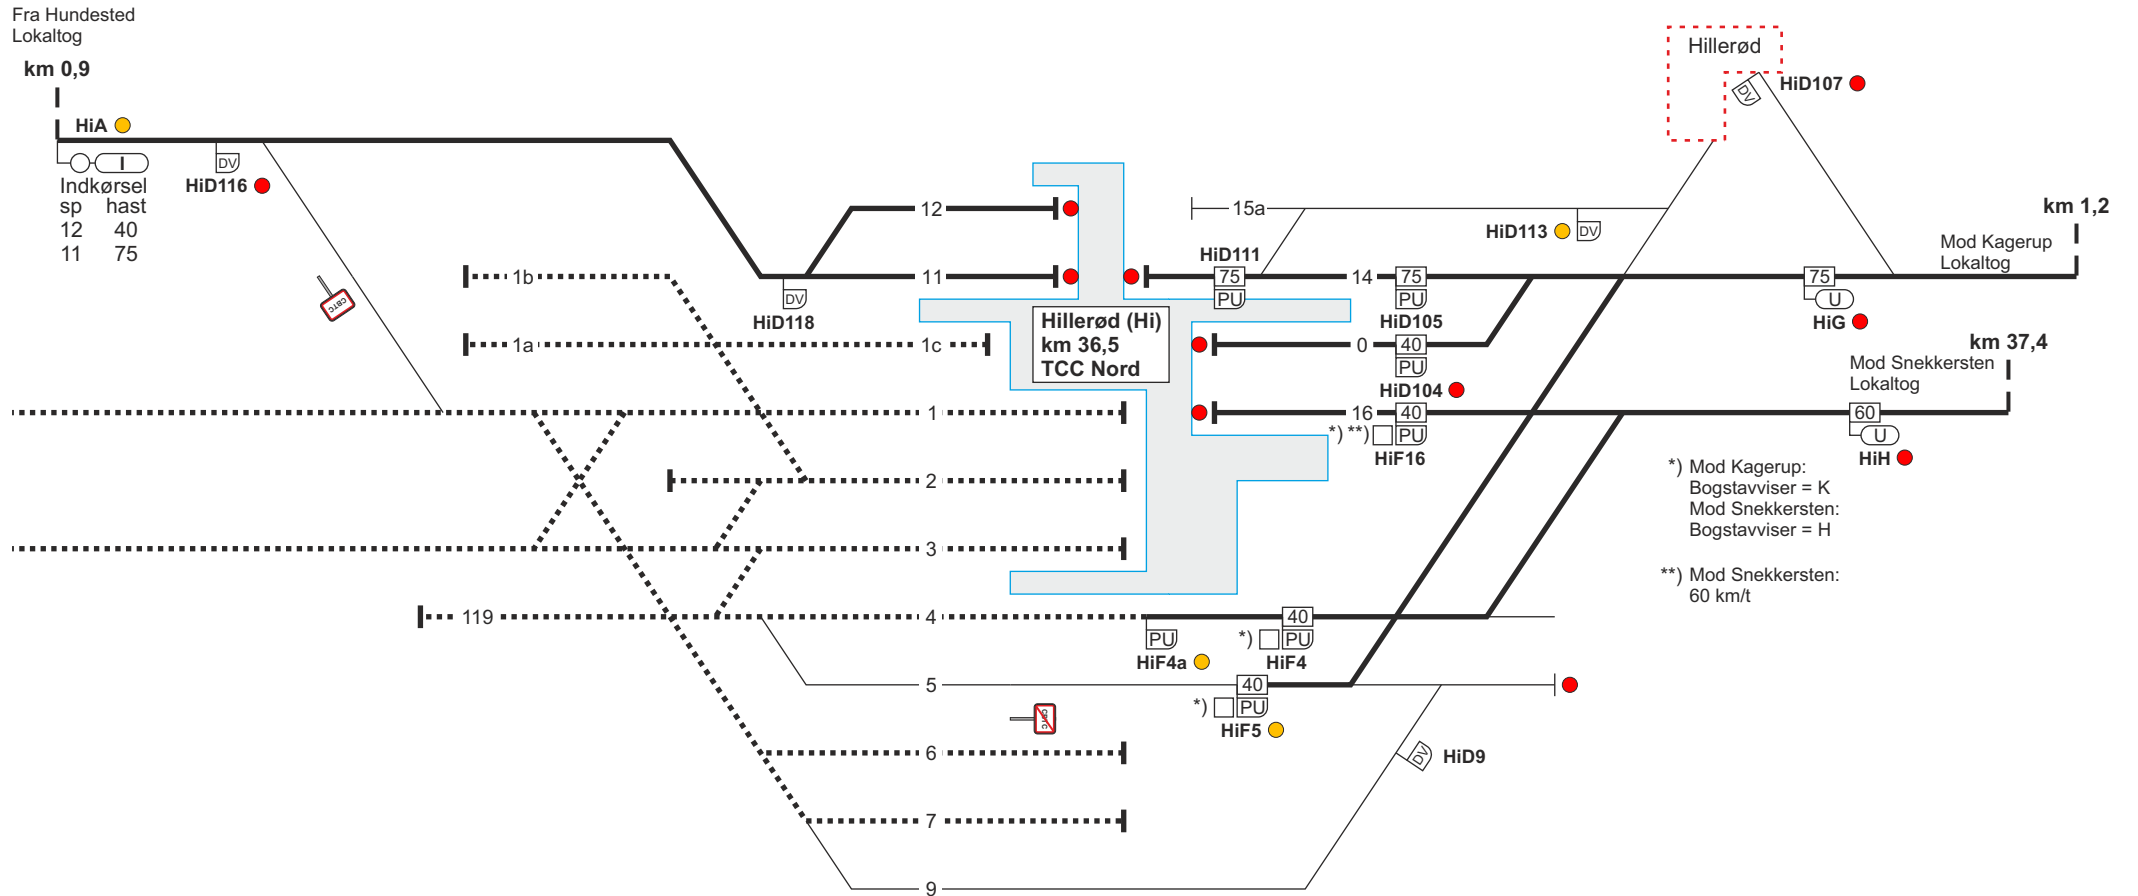 Fra Hundested
Lokaltog
km 0,9
HiA
I
Indkørsel
sp hast
12 40
11 75
DV
HiD116
CBTC
12
11
DV
HiD118
1b
1a
1c
1
2
3
119
4
5
6
7
9
Hillerød (Hi)
km 36,5
TCC Nord
15a
HiD113
DV
HiD111
75
PU
14
75
PU
HiD105
0
40
PU
HiD104
16
40
*) **)
PU
HiF16
Hillerød
DV
HiD107
km 1,2
Mod Kagerup
Lokaltog
75
U
HiG
km 37,4
Mod Snekkersten
Lokaltog
60
U
HiH
*) Mod Kagerup:
Bogstavviser = K
Mod Snekkersten:
Bogstavviser = H
**) Mod Snekkersten:
60 km/t
PU
HiF4a
40
*)
PU
HiF4
40
*)
PU
HiF5
CBTC
DV
HiD9